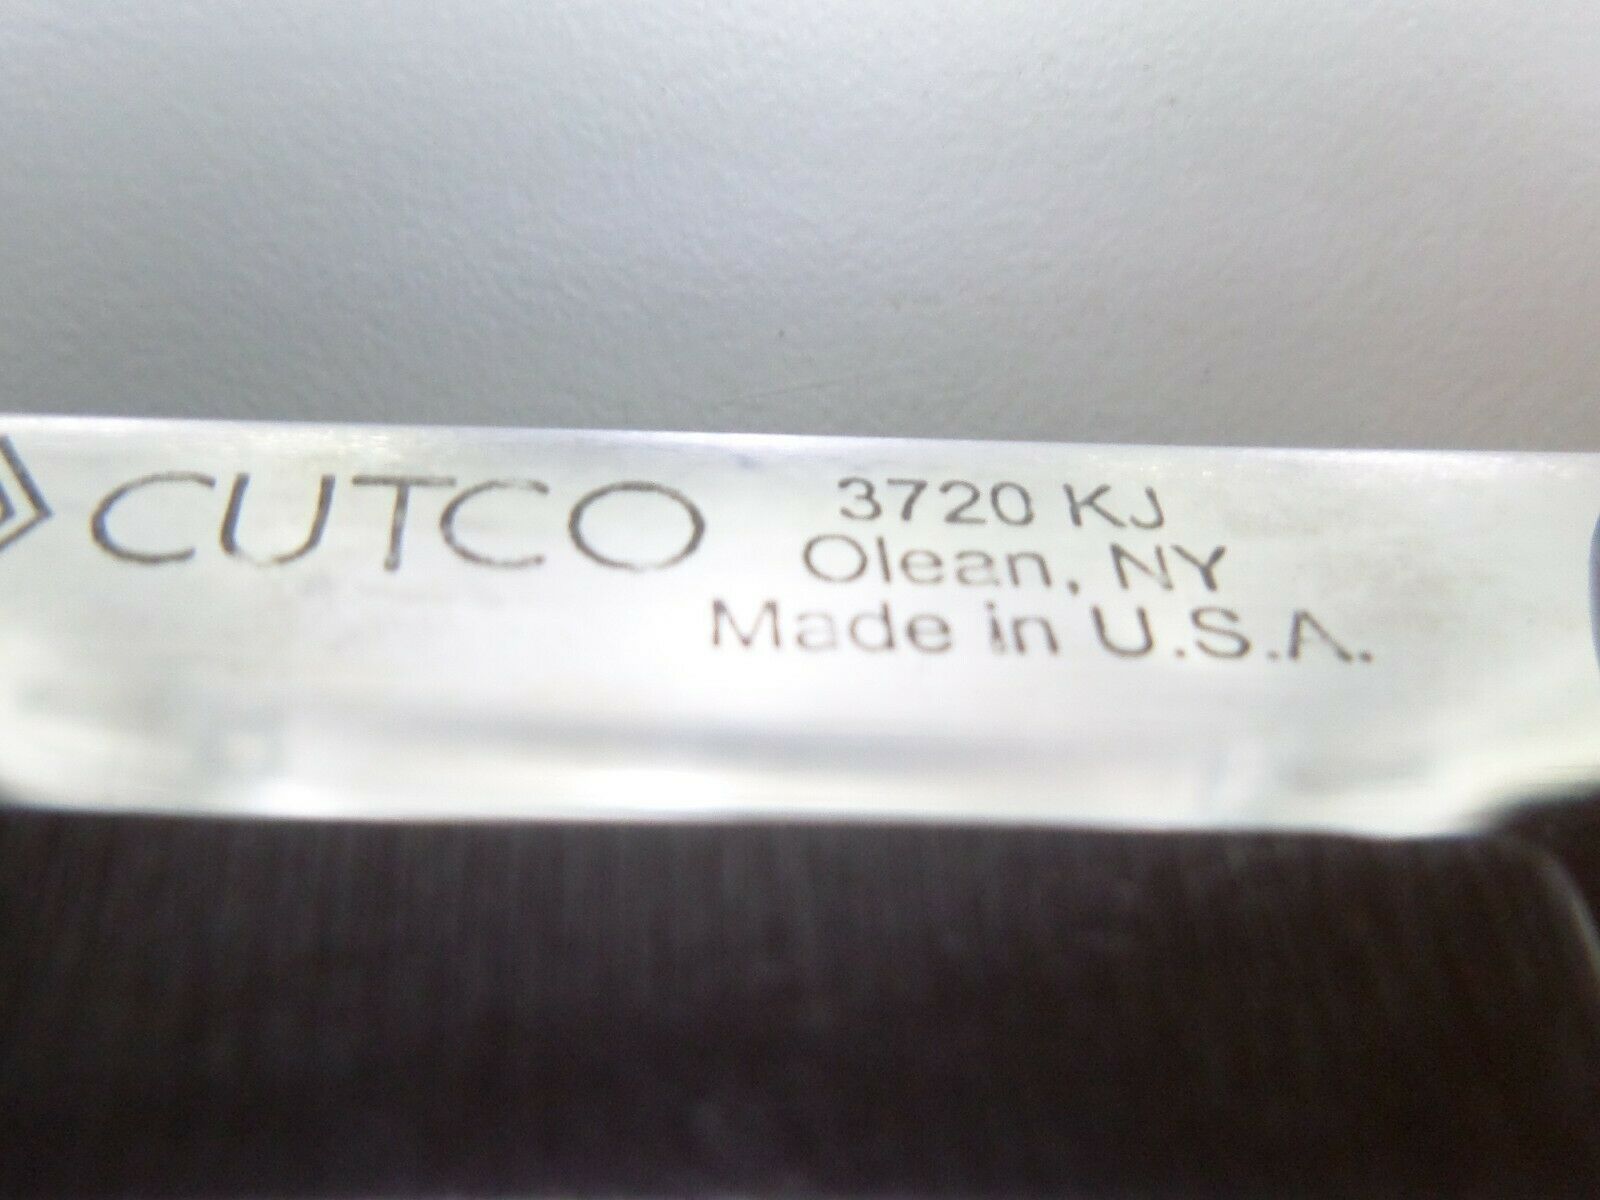 CUTCO 3720 KJ
Olean, NY
Made in U.S.A.